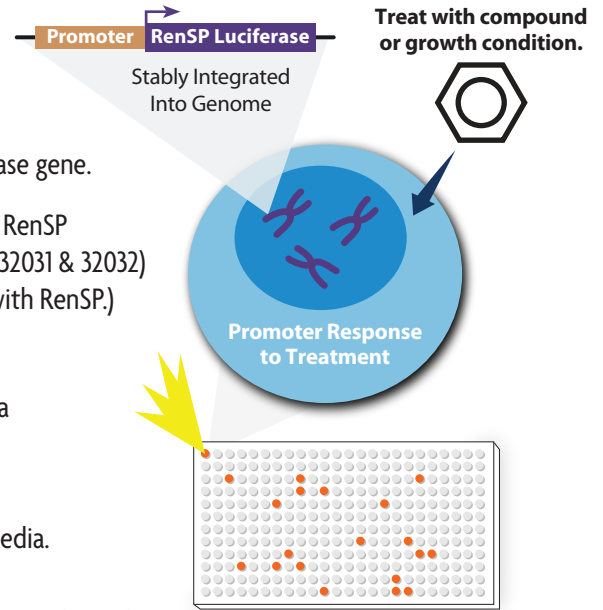 Promoter RenSP Luciferase
Stably Integrated
Into Genome
Treat with compound
or growth condition.
ase gene.
RenSP
32031 & 32032)
with RenSP.)
Promoter Response
to Treatment
a
edia.